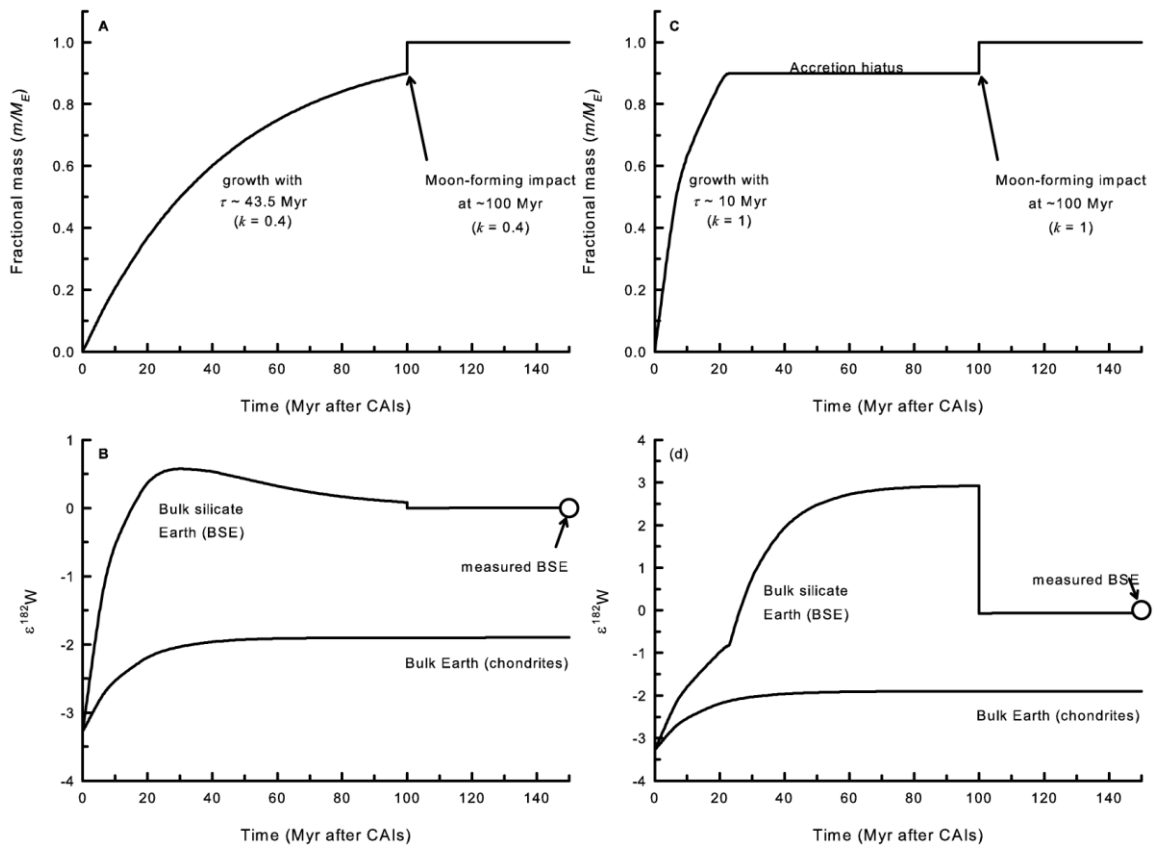 A
Fractional mass (m/M_E)
1.0
0.8
0.6
0.4
0.2
0.0
growth with
τ ~ 43.5 Myr
(k = 0.4)
Moon-forming impact
at ~100 Myr
(k = 0.4)
0 20 40 60 80 100 120 140
Time (Myr after CAIs)
C
Fractional mass (m/M_E)
1.0
0.8
0.6
0.4
0.2
0.0
Accretion hiatus
growth with
τ ~ 10 Myr
(k = 1)
Moon-forming impact
at ~100 Myr
(k = 1)
0 20 40 60 80 100 120 140
Time (Myr after CAIs)
B
ε¹⁸²W
1
0
-1
-2
-3
-4
Bulk silicate
Earth (BSE)
measured BSE
Bulk Earth (chondrites)
0 20 40 60 80 100 120 140
Time (Myr after CAIs)
(d)
ε¹⁸²W
4
3
2
1
0
-1
-2
-3
-4
measured BSE
Bulk silicate
Earth (BSE)
Bulk Earth (chondrites)
0 20 40 60 80 100 120 140
Time (Myr after CAIs)